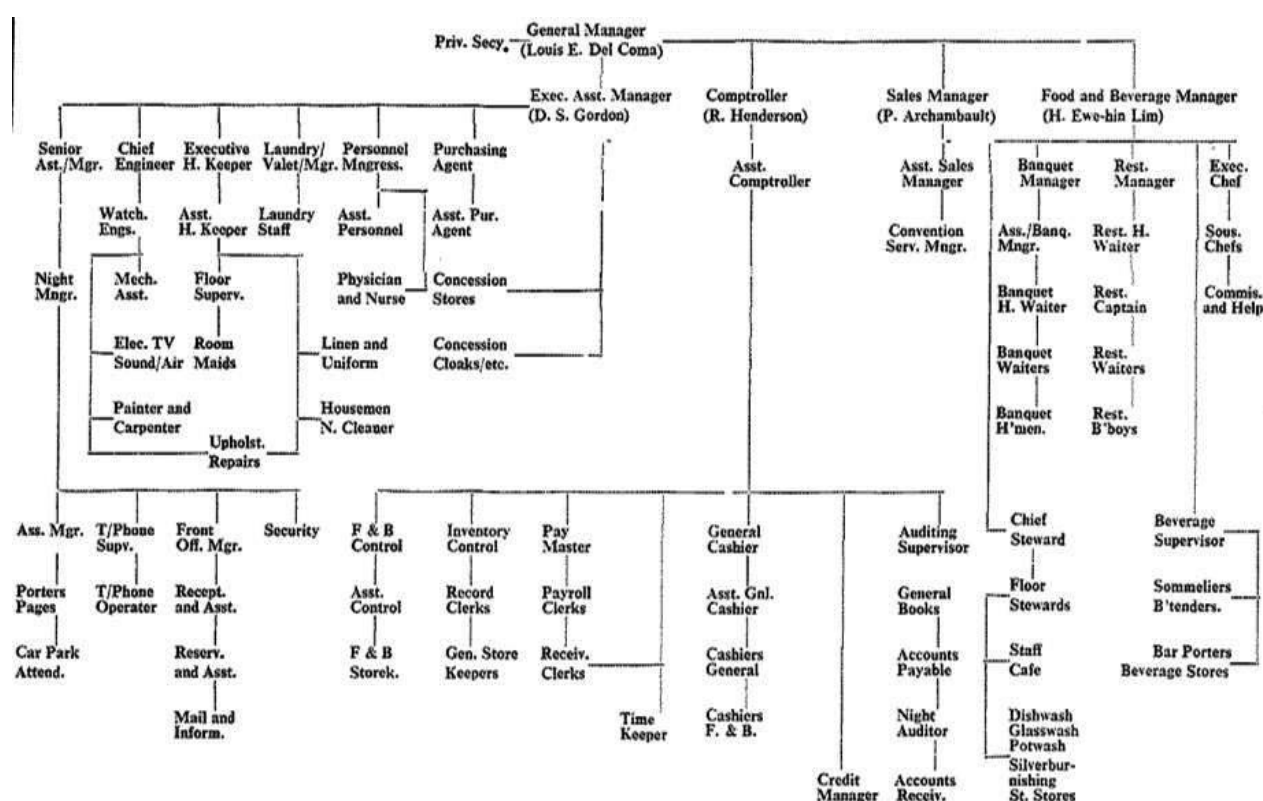 General Manager
Priv. Secy.
(Louis E. Del Coma)
Exec. Asst. Manager
(D. S. Gordon)
Comptroller
(R. Henderson)
Sales Manager
(P. Archambault)
Food and Beverage Manager
(H. Ewe-hin Lim)
Senior
Ast./Mgr.
Chief
Engineer
Executive
H. Keeper
Laundry/
Valet/Mgr.
Personnel
Mngress.
Purchasing
Agent
Asst.
Comptroller
Asst. Sales
Manager
Banquet
Manager
Rest.
Manager
Exec.
Chef
Watch.
Engs.
Asst.
H. Keeper
Laundry
Staff
Asst.
Personnel
Asst. Pur.
Agent
Convention
Serv. Mngr.
Ass./Banq.
Mngr.
Rest. H.
Waiter
Sous.
Chefs
Night
Mngr.
Mech.
Asst.
Floor
Superv.
Physician
and Nurse
Concession
Stores
Banquet
H. Waiter
Rest.
Captain
Commis.
and Help
Elec. TV
Sound/Air
Room
Maids
Linen and
Uniform
Concession
Cloaks/etc.
Banquet
Waiters
Rest.
Waiters
Painter and
Carpenter
Housemen
N. Cleaner
Banquet
H'men.
Rest.
B'boys
Upholst.
Repairs
Ass. Mgr.
T/Phone
Supv.
Front
Off. Mgr.
Security
F & B
Control
Inventory
Control
Pay
Master
General
Cashier
Auditing
Supervisor
Chief
Steward
Beverage
Supervisor
Porters
Pages
T/Phone
Operater
Recept.
and Asst.
Asst.
Control
Record
Clerks
Payroll
Clerks
Asst. Gnl.
Cashier
General
Books
Floor
Stewards
Sommeliers
B'tenders.
Car Park
Attend.
Reserv.
and Asst.
F & B
Storek.
Gen. Store
Keepers
Receiv.
Clerks
Cashiers
General
Accounts
Payable
Staff
Cafe
Bar Porters
Beverage Stores
Mail and
Inform.
Time
Keeper
Cashiers
F. & B.
Night
Auditor
Dishwash
Glasswash
Potwash
Silverbur-
nishing
St. Stores
Credit
Manager
Accounts
Receiv.